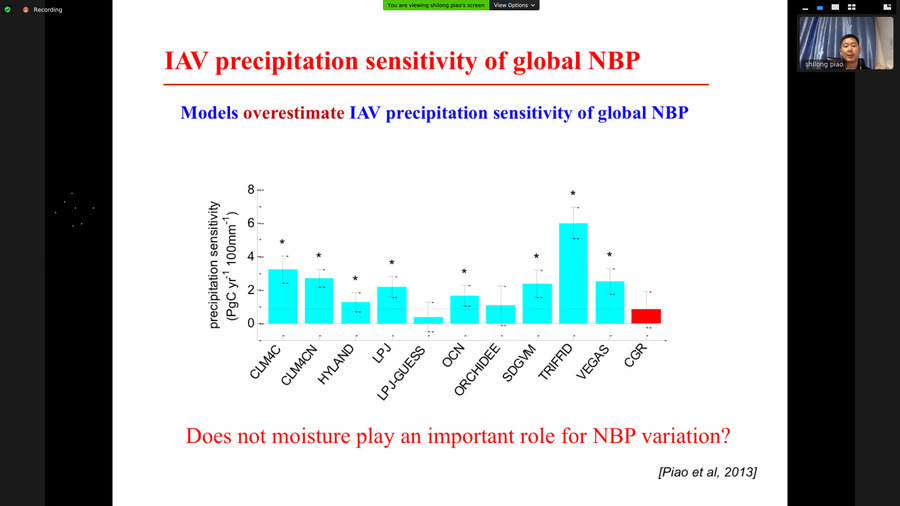 Recording
You are viewing shilong piao's screen
View Options
shilong piao
IAV precipitation sensitivity of global NBP
Models overestimate IAV precipitation sensitivity of global NBP
precipitation sensitivity
(PgC yr-1 100mm-1)
8
6
4
2
0
* * * * * * * *
CLM4C
CLM4CN
HYLAND
LPJ
LPJ-GUESS
OCN
ORCHIDEE
SDGVM
TRIFFID
VEGAS
CGR
Does not moisture play an important role for NBP variation?
[Piao et al, 2013]